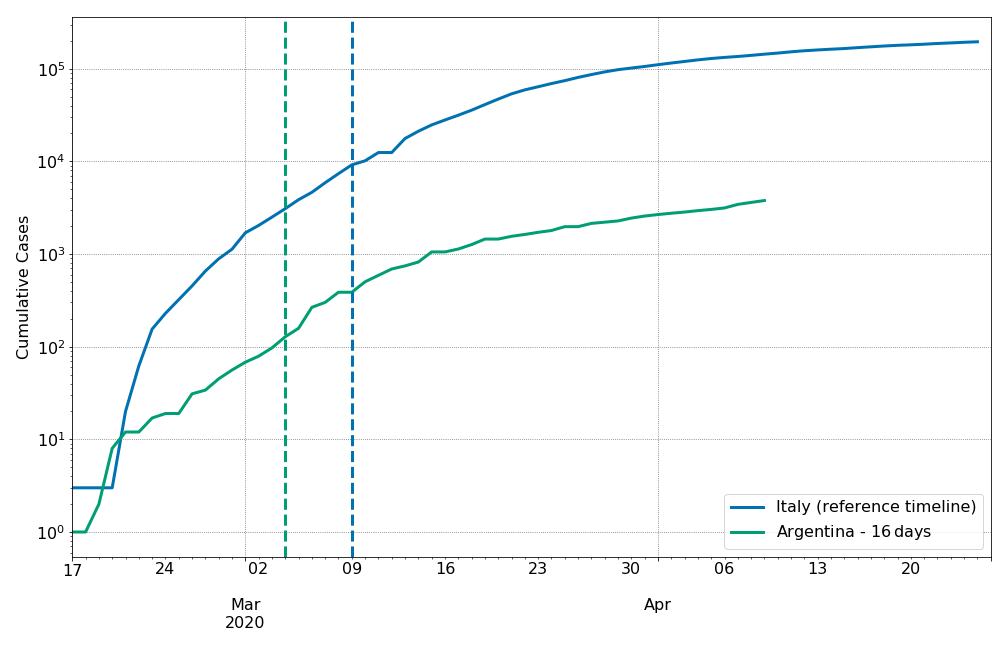 Cumulative Cases
10^5
10^4
10^3
10^2
10^1
10^0
Italy (reference timeline)
Argentina - 16 days
17 24 02 09 16 23 30 06 13 20
Mar Apr
2020